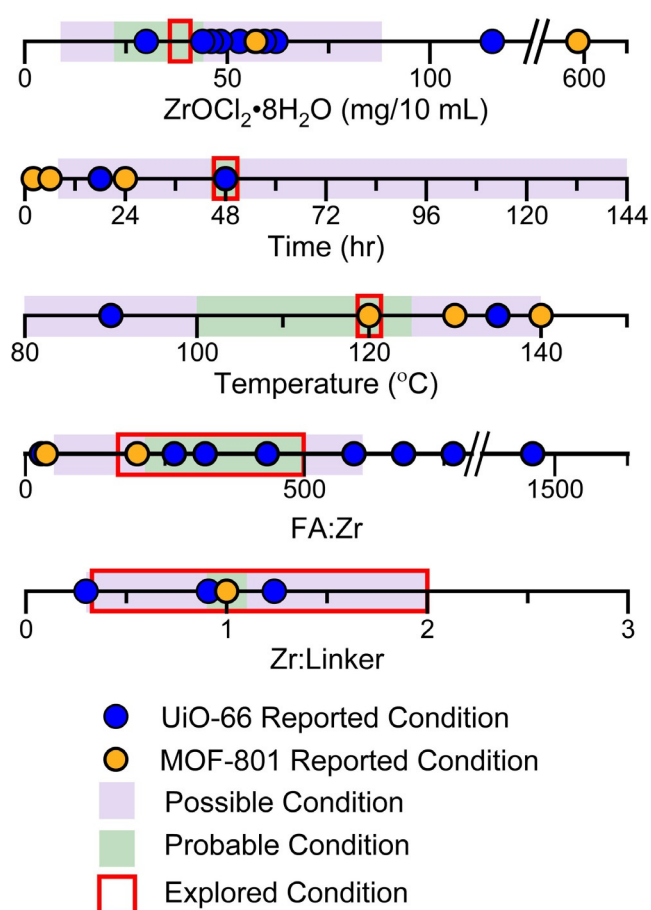 0 50 100 600
ZrOCl₂•8H₂O (mg/10 mL)
0 24 48 72 96 120 144
Time (hr)
80 100 120 140
Temperature (°C)
0 500 1500
FA:Zr
0 1 2 3
Zr:Linker
UiO-66 Reported Condition
MOF-801 Reported Condition
Possible Condition
Probable Condition
Explored Condition